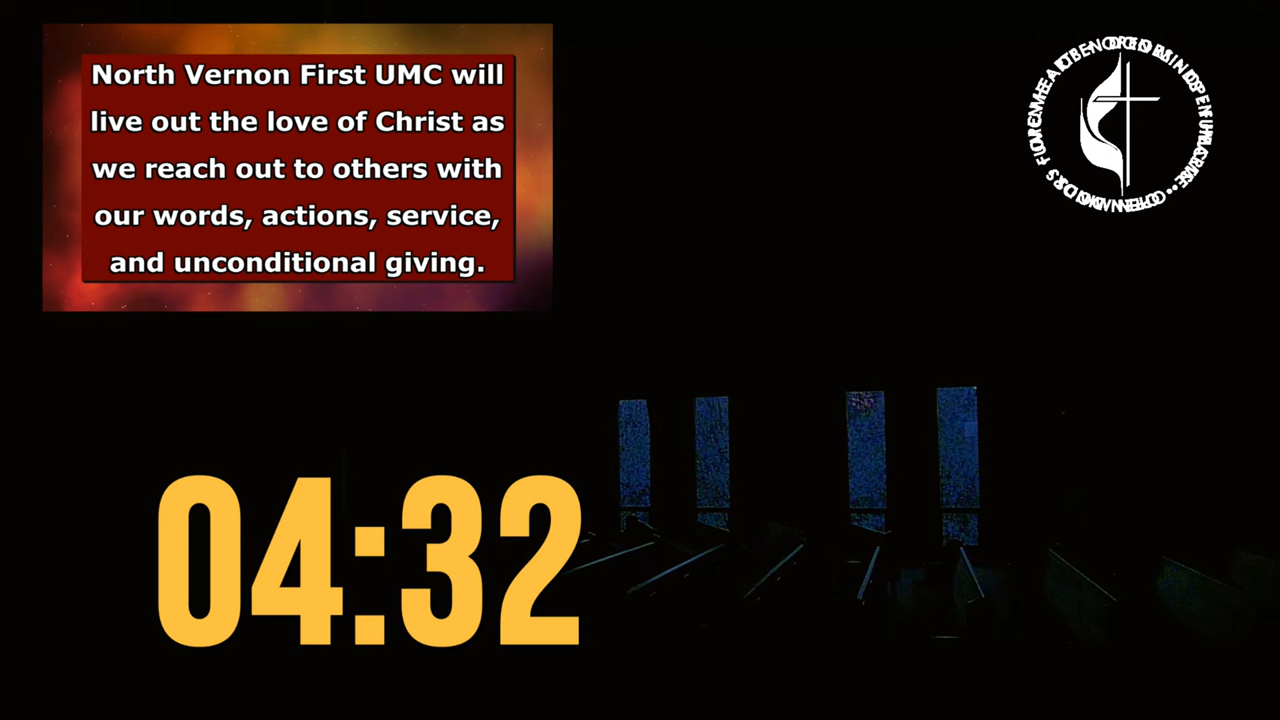 North Vernon First UMC will
live out the love of Christ as
we reach out to others with
our words, actions, service,
and unconditional giving.
04:32